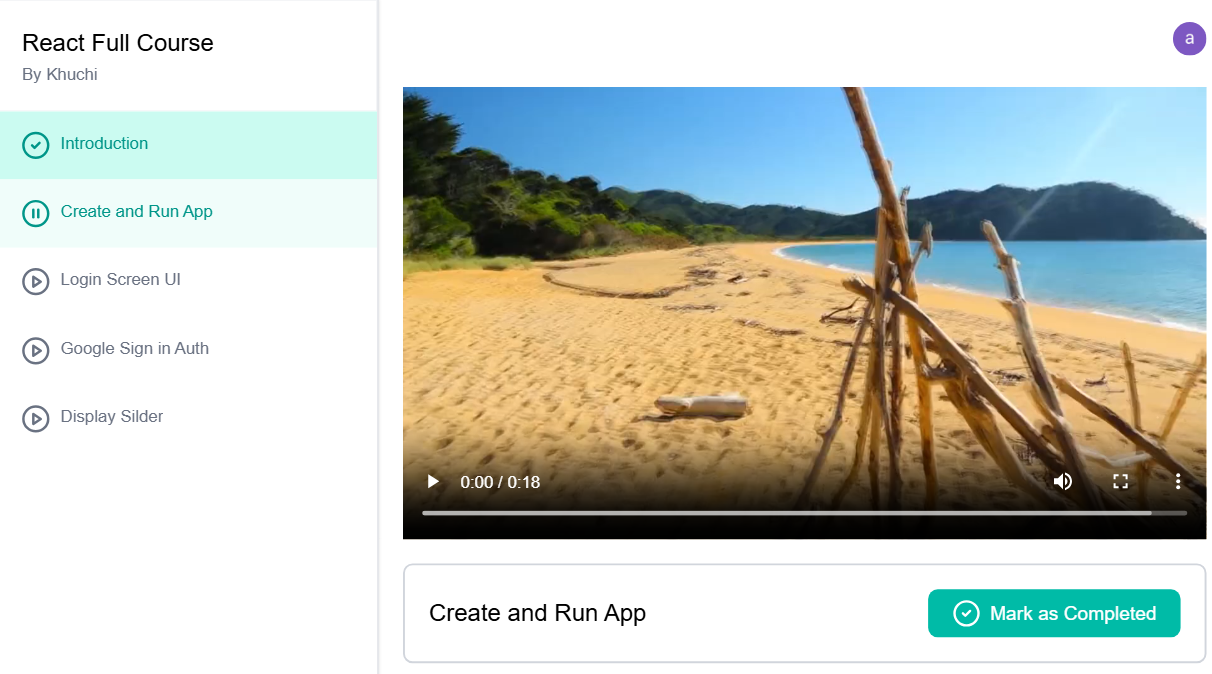 React Full Course
By Khuchi
Introduction
Create and Run App
Login Screen UI
Google Sign in Auth
Display Silder
a
0:00 / 0:18
Create and Run App
Mark as Completed